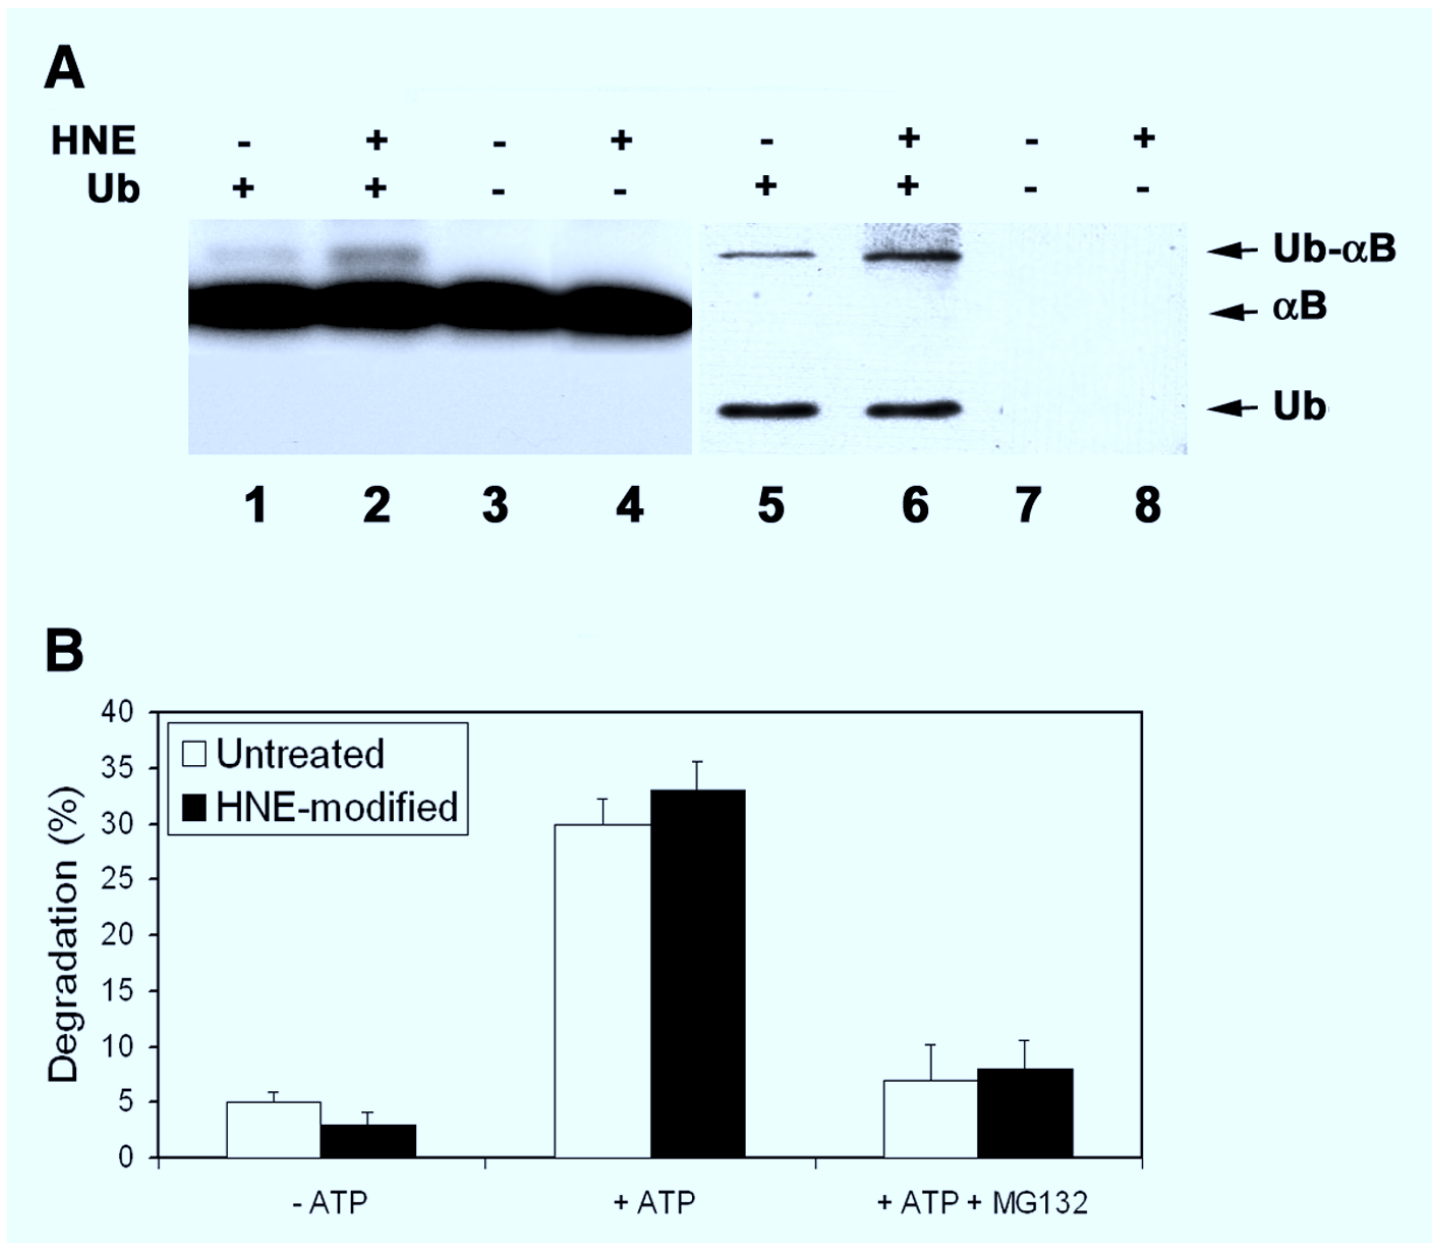 A
HNE - + - + - + - +
Ub + + - - + + - -
Ub-αB
αB
Ub
1 2 3 4 5 6 7 8
B
40
35
30
25
20
15
10
5
0
Degradation (%)
Untreated
HNE-modified
- ATP + ATP + ATP + MG132